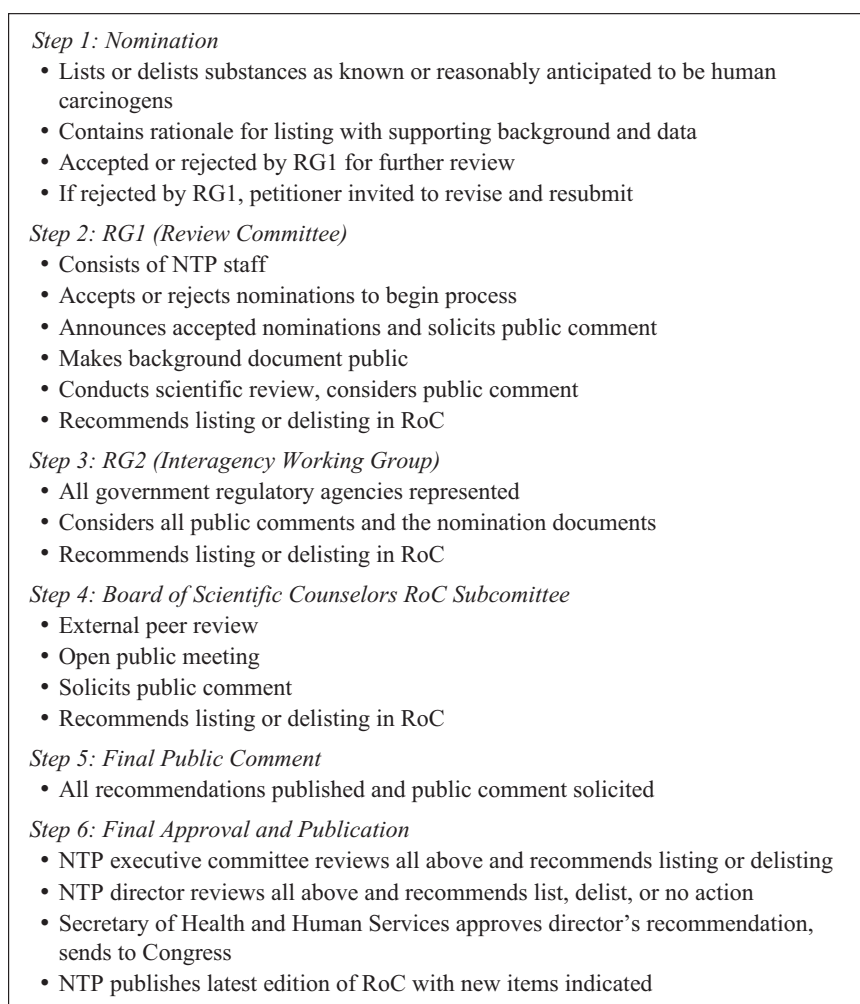 Step 1: Nomination
• Lists or delists substances as known or reasonably anticipated to be human
carcinogens
• Contains rationale for listing with supporting background and data
• Accepted or rejected by RG1 for further review
• If rejected by RG1, petitioner invited to revise and resubmit
Step 2: RG1 (Review Committee)
• Consists of NTP staff
• Accepts or rejects nominations to begin process
• Announces accepted nominations and solicits public comment
• Makes background document public
• Conducts scientific review, considers public comment
• Recommends listing or delisting in RoC
Step 3: RG2 (Interagency Working Group)
• All government regulatory agencies represented
• Considers all public comments and the nomination documents
• Recommends listing or delisting in RoC
Step 4: Board of Scientific Counselors RoC Subcomittee
• External peer review
• Open public meeting
• Solicits public comment
• Recommends listing or delisting in RoC
Step 5: Final Public Comment
• All recommendations published and public comment solicited
Step 6: Final Approval and Publication
• NTP executive committee reviews all above and recommends listing or delisting
• NTP director reviews all above and recommends list, delist, or no action
• Secretary of Health and Human Services approves director’s recommendation,
sends to Congress
• NTP publishes latest edition of RoC with new items indicated